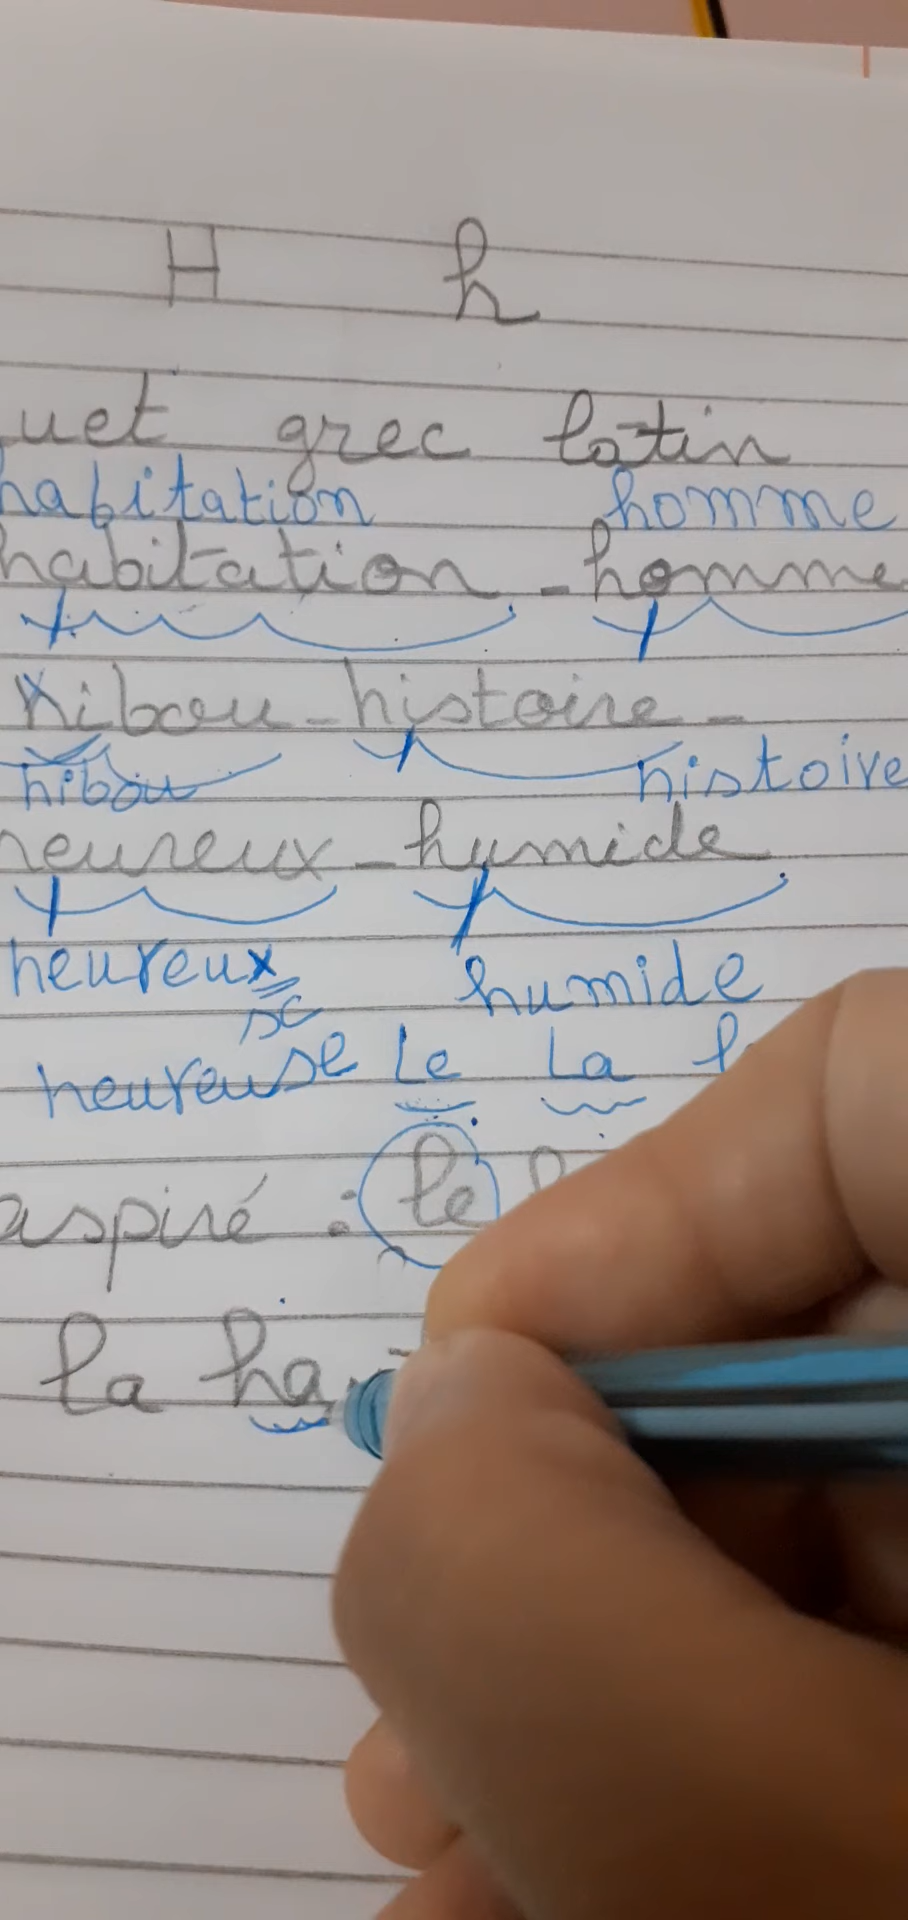 H h
uet grec latin
habitation homme
habitation - homme
hibou - histoire -
hibou histoire
heureux - humide
heureux humide
heureuse Le La
aspiré : le
la ha